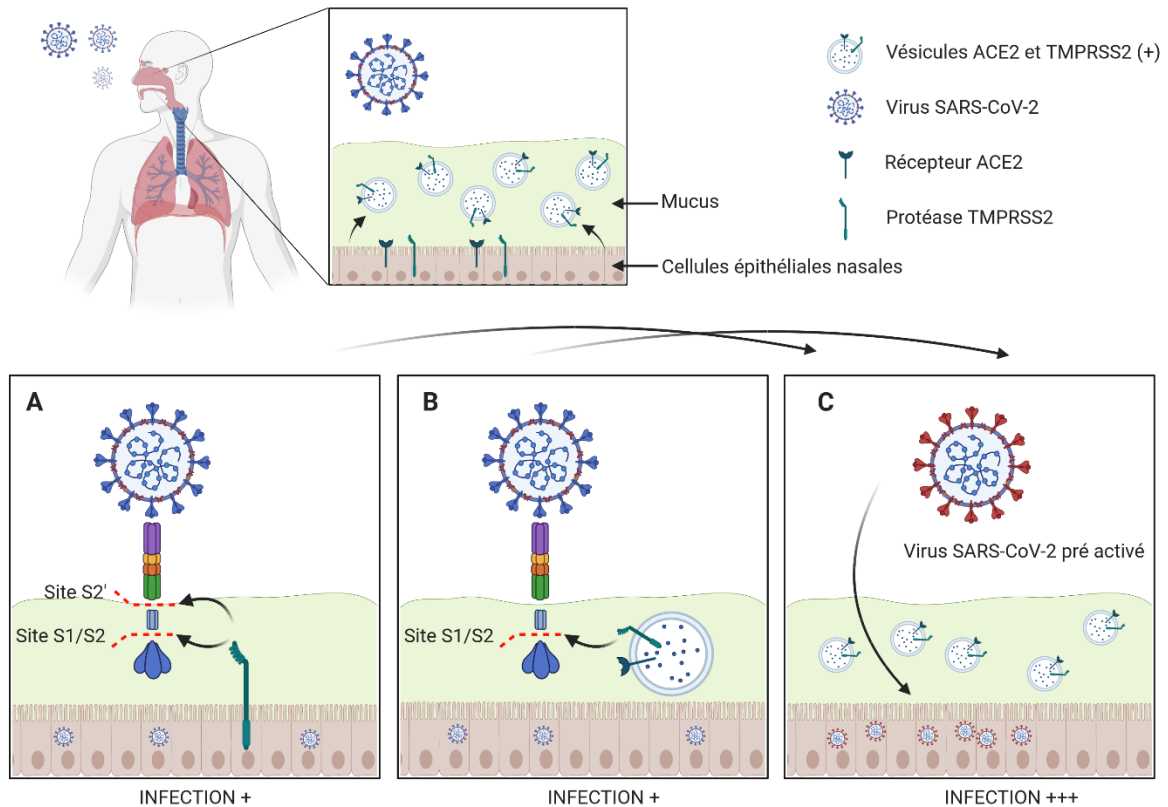 Vésicules ACE2 et TMPRSS2 (+)
Virus SARS-CoV-2
Récepteur ACE2
Protéase TMPRSS2
Mucus
Cellules épithéliales nasales
A
Site S2'
Site S1/S2
INFECTION +
B
Site S1/S2
INFECTION +
C
Virus SARS-CoV-2 pré activé
INFECTION +++